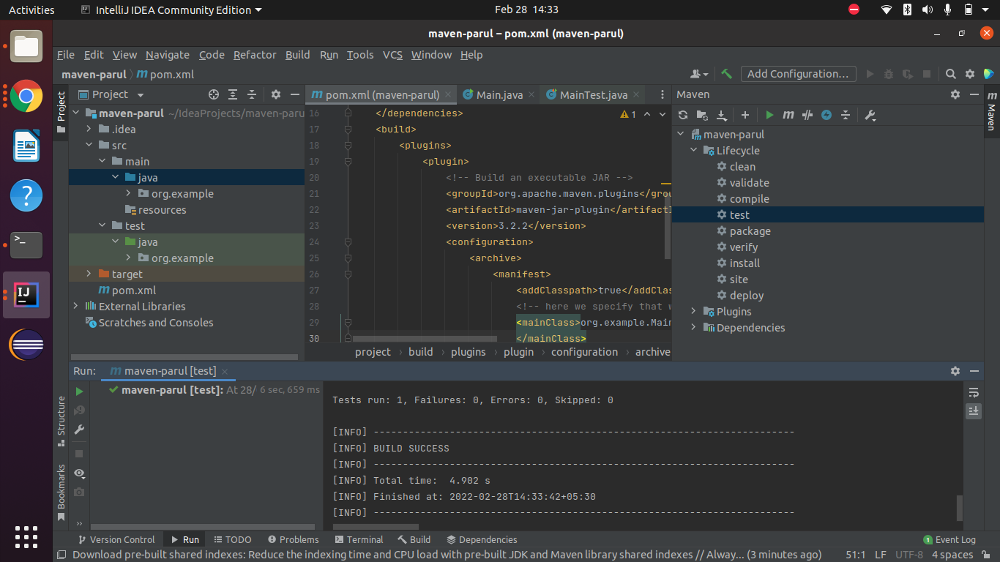 Activities IntelliJ IDEA Community Edition Feb 28 14:33
maven-parul – pom.xml (maven-parul)
File Edit View Navigate Code Refactor Build Run Tools VCS Window Help
maven-parul pom.xml Add Configuration...
Project
Project
pom.xml (maven-parul) Main.java MainTest.java
Maven
Maven
maven-parul ~/IdeaProjects/maven-paru
.idea
src
main
java
org.example
resources
test
java
org.example
target
pom.xml
External Libraries
Scratches and Consoles
1
16 </dependencies>
17 <build>
18 <plugins>
19 <plugin>
20 <!-- Build an executable JAR -->
21 <groupId>org.apache.maven.plugins</grou
22 <artifactId>maven-jar-plugin</artifactI
23 <version>3.2.2</version>
24 <configuration>
25 <archive>
26 <manifest>
27 <addClasspath>true</addClas
28 <!-- here we specify that w
29 <mainClass>org.example.Main
30 </mainClass>
project › build › plugins › plugin › configuration › archive
maven-parul
Lifecycle
clean
validate
compile
test
package
verify
install
site
deploy
Plugins
Dependencies
Run: maven-parul [test]
maven-parul [test]: At 28/ 6 sec, 659 ms
Structure
Bookmarks
Tests run: 1, Failures: 0, Errors: 0, Skipped: 0
[INFO] ------------------------------------------------------------------------
[INFO] BUILD SUCCESS
[INFO] ------------------------------------------------------------------------
[INFO] Total time:  4.902 s
[INFO] Finished at: 2022-02-28T14:33:42+05:30
[INFO] ------------------------------------------------------------------------
Version Control Run TODO Problems Terminal Build Dependencies 1 Event Log
Download pre-built shared indexes: Reduce the indexing time and CPU load with pre-built JDK and Maven library shared indexes // Alway... (3 minutes ago) 51:1 LF UTF-8 4 spaces